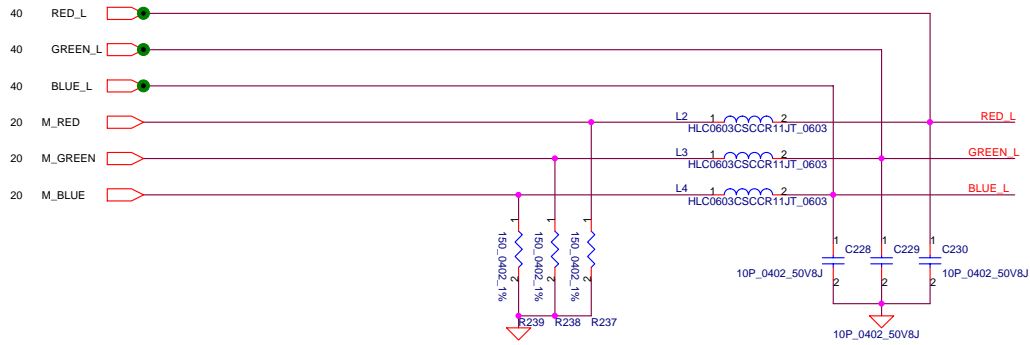 40 RED_L
40 GREEN_L
40 BLUE_L
20 M_RED L2 1 2 RED_L
HLC0603CSCCR11JT_0603
20 M_GREEN L3 1 2 GREEN_L
HLC0603CSCCR11JT_0603
20 M_BLUE L4 1 2 BLUE_L
HLC0603CSCCR11JT_0603
1 1 1
150_0402_1% 150_0402_1% 150_0402_1%
2 2 2
R239 R238 R237
1 C228 1 C229 1 C230
10P_0402_50V8J 10P_0402_50V8J
2 2 2
10P_0402_50V8J